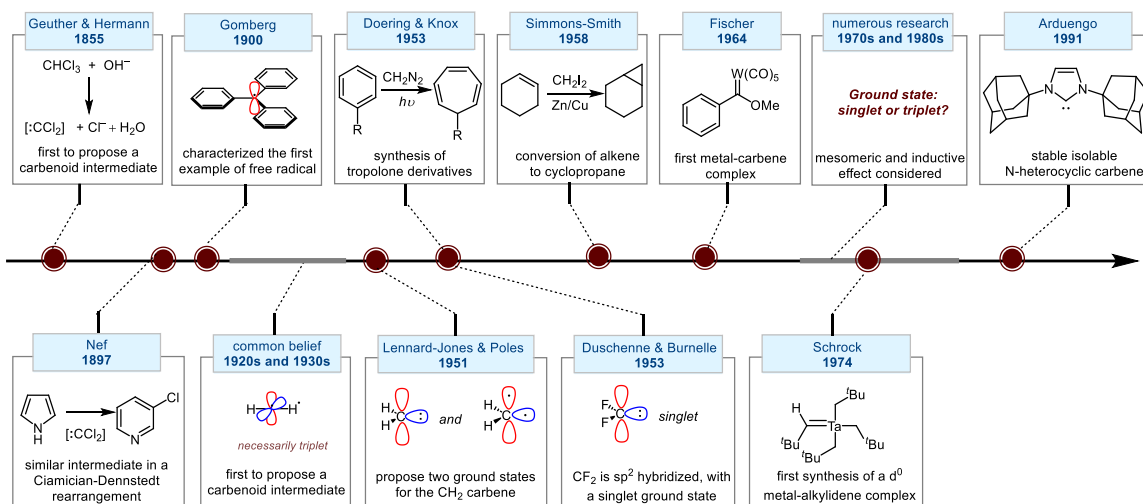 Geuther & Hermann
1855
CHCl₃ + OH⁻
[:CCl₂] + Cl⁻ + H₂O
first to propose a
carbenoid intermediate
Gomberg
1900
characterized the first
example of free radical
Doering & Knox
1953
CH₂N₂
hυ
R
R
synthesis of
tropolone derivatives
Simmons-Smith
1958
CH₂I₂
Zn/Cu
conversion of alkene
to cyclopropane
Fischer
1964
W(CO)₅
OMe
first metal-carbene
complex
numerous research
1970s and 1980s
Ground state:
singlet or triplet?
mesomeric and inductive
effect considered
Arduengo
1991
N N
stable isolable
N-heterocyclic carbene
Nef
1897
N
H
[:CCl₂]
Cl
N
similar intermediate in a
Ciamician-Dennstedt
rearrangement
common belief
1920s and 1930s
H H
necessarily triplet
first to propose a
carbenoid intermediate
Lennard-Jones & Poles
1951
H
H
C
and
H
H
C
propose two ground states
for the CH₂ carbene
Duschenne & Burnelle
1953
F
F
C
singlet
CF₂ is sp² hybridized, with
a singlet ground state
Schrock
1974
H
ᵗBu
Ta
ᵗBu
ᵗBu
ᵗBu
first synthesis of a d⁰
metal-alkylidene complex